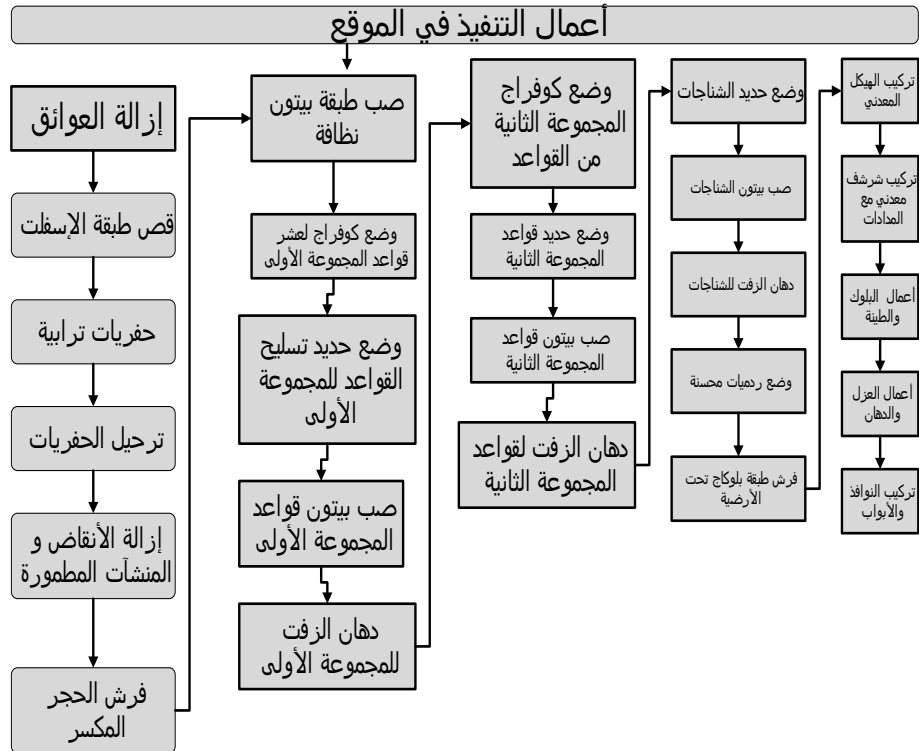 أعمال التنفيذ في الموقع
إزالة العوائق
قص طبقة الإسفلت
حفريات ترابية
ترحيل الحفريات
إزالة الأنقاض و
المنشآت المطمورة
فرش الحجر
المكسر
صب طبقة بيتون
نظافة
وضع كوفراج لعشر
قواعد المجموعة الأولى
وضع حديد تسليح
القواعد للمجموعة
الأولى
صب بيتون قواعد
المجموعة الأولى
دهان الزفت
للمجموعة الأولى
وضع كوفراج
المجموعة الثانية
من القواعد
وضع حديد قواعد
المجموعة الثانية
صب بيتون قواعد
المجموعة الثانية
دهان الزفت لقواعد
المجموعة الثانية
وضع حديد الشناجات
صب بيتون الشناجات
دهان الزفت للشناجات
وضع ردميات محسنة
فرش طبقة بلوكاج تحت
الأرضية
تركيب الهيكل
المعدني
تركيب شرشف
معدني مع
المدادات
أعمال البلوك
والطينة
أعمال العزل
والدهان
تركيب النوافذ
والأبواب